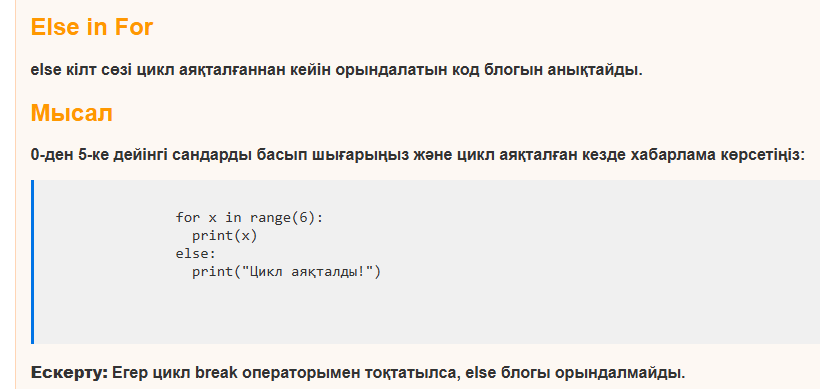 Else in For
else кілт сөзі цикл аяқталғаннан кейін орындалатын код блогын анықтайды.
Мысал
0-ден 5-ке дейінгі сандарды басып шығарыңыз және цикл аяқталған кезде хабарлама көрсетіңіз:
for x in range(6):
  print(x)
else:
  print("Цикл аяқталды!")
Ескерту: Егер цикл break операторымен тоқтатылса, else блогы орындалмайды.